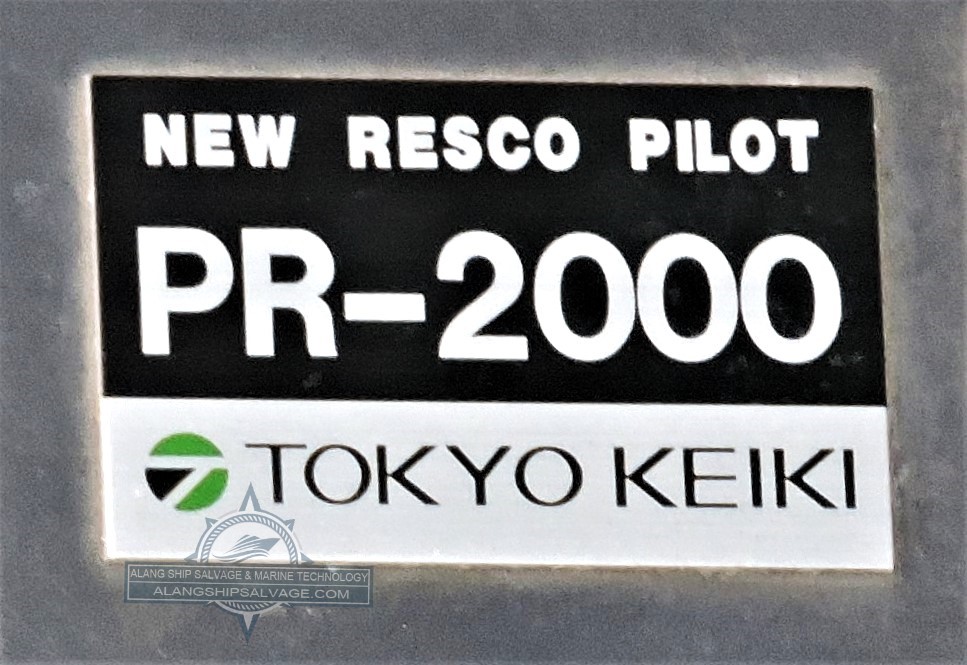 NEW RESCO PILOT
PR-2000
TOKYO KEIKI
ALANG SHIP SALVAGE & MARINE TECHNOLOGY
ALANGSHIPSALVAGE.COM